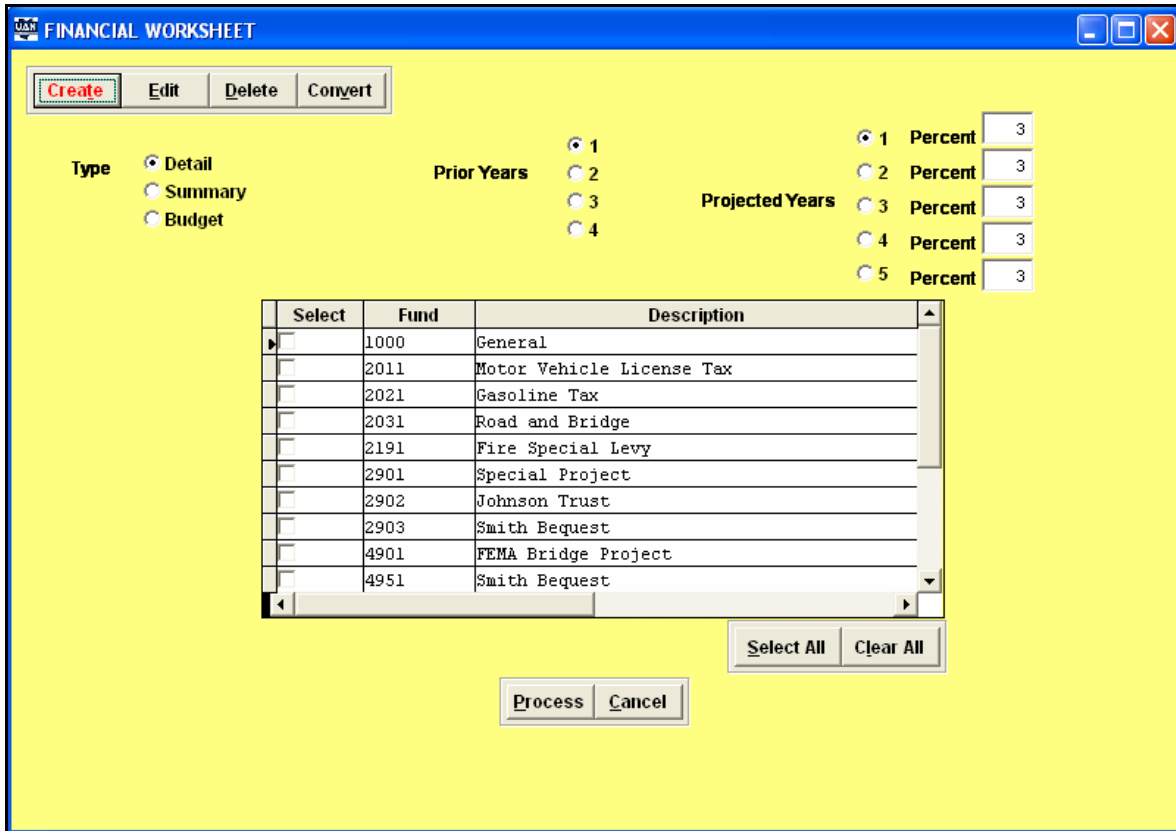 UAN FINANCIAL WORKSHEET
Create Edit Delete Convert
Type
Detail
Summary
Budget
Prior Years
1
2
3
4
Projected Years
1 Percent 3
2 Percent 3
3 Percent 3
4 Percent 3
5 Percent 3
Select Fund Description
1000 General
2011 Motor Vehicle License Tax
2021 Gasoline Tax
2031 Road and Bridge
2191 Fire Special Levy
2901 Special Project
2902 Johnson Trust
2903 Smith Bequest
4901 FEMA Bridge Project
4951 Smith Bequest
Select All Clear All
Process Cancel